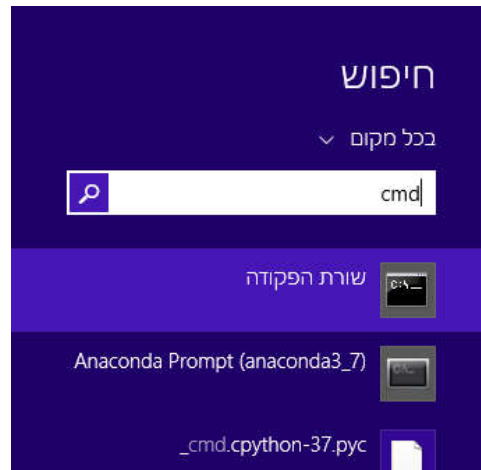 חיפוש
בכל מקום
cmd
שורת הפקודה
C:\_
Anaconda Prompt (anaconda3_7)
_cmd.cpython-37.pyc